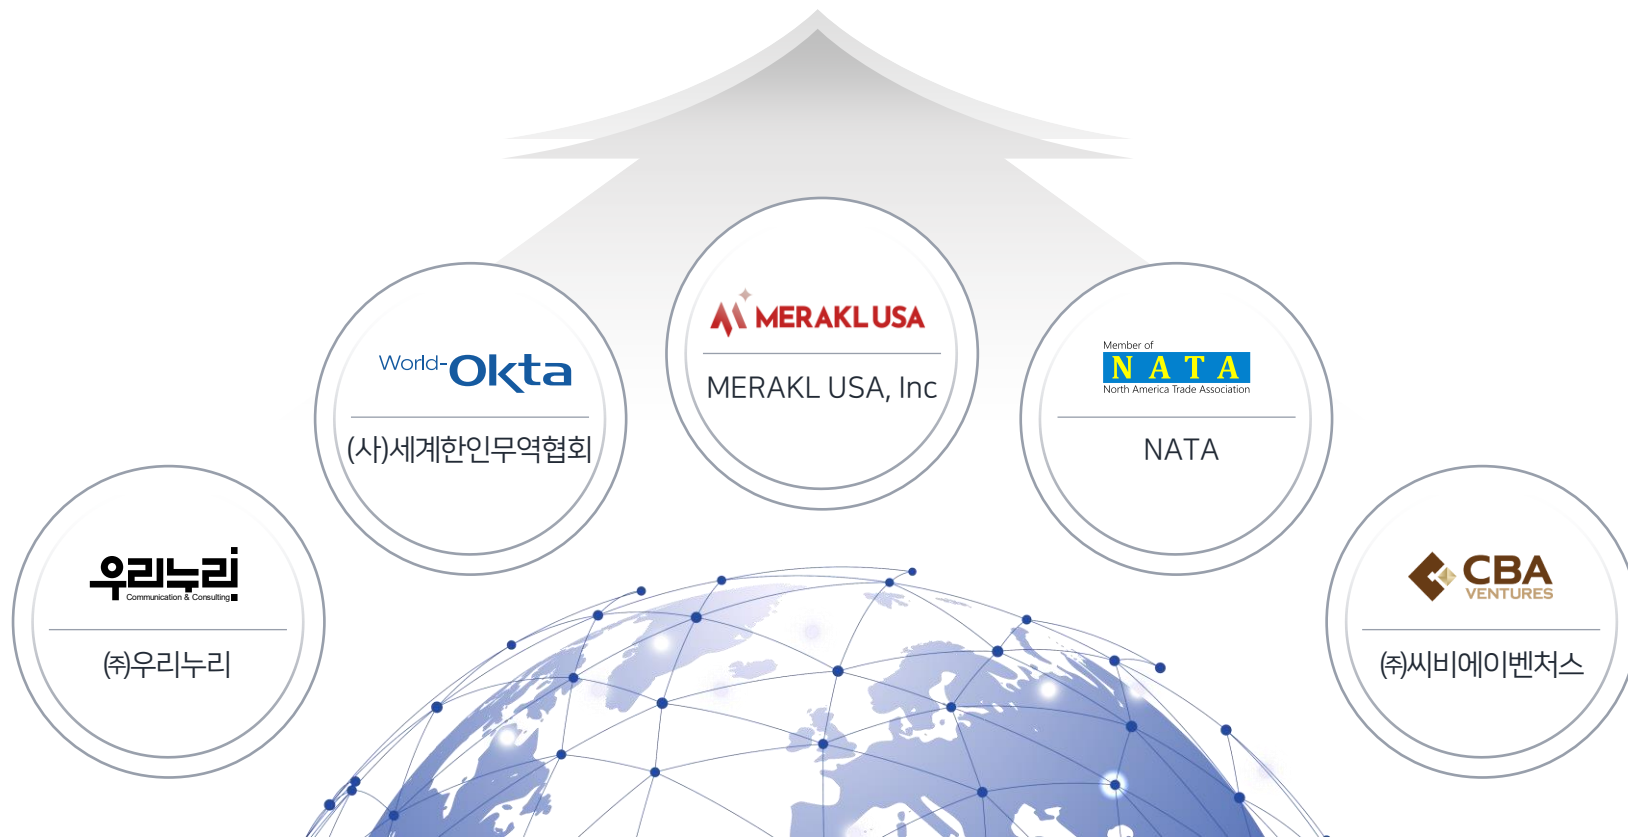 MERAKL USA
MERAKL USA, Inc
World-Okta
(사)세계한인무역협회
Member of
NATA
North America Trade Association
NATA
우리누리
Communication & Consulting
㈜우리누리
CBA
VENTURES
㈜씨비에이벤처스